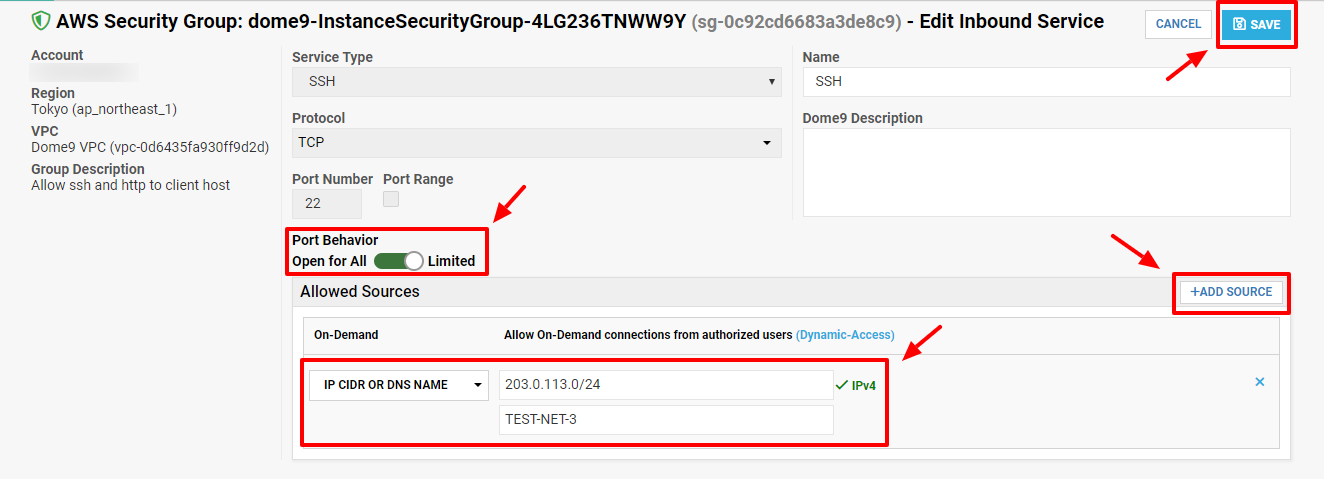 AWS Security Group: dome9-InstanceSecurityGroup-4LG236TNWW9Y (sg-0c92cd6683a3de8c9) - Edit Inbound Service
CANCEL
SAVE
Account
Region
Tokyo (ap_northeast_1)
VPC
Dome9 VPC (vpc-0d6435fa930ff9d2d)
Group Description
Allow ssh and http to client host
Service Type
SSH
Protocol
TCP
Port Number
Port Range
22
Name
SSH
Dome9 Description
Port Behavior
Open for All
Limited
Allowed Sources
+ADD SOURCE
On-Demand
Allow On-Demand connections from authorized users (Dynamic-Access)
IP CIDR OR DNS NAME
203.0.113.0/24
IPv4
TEST-NET-3